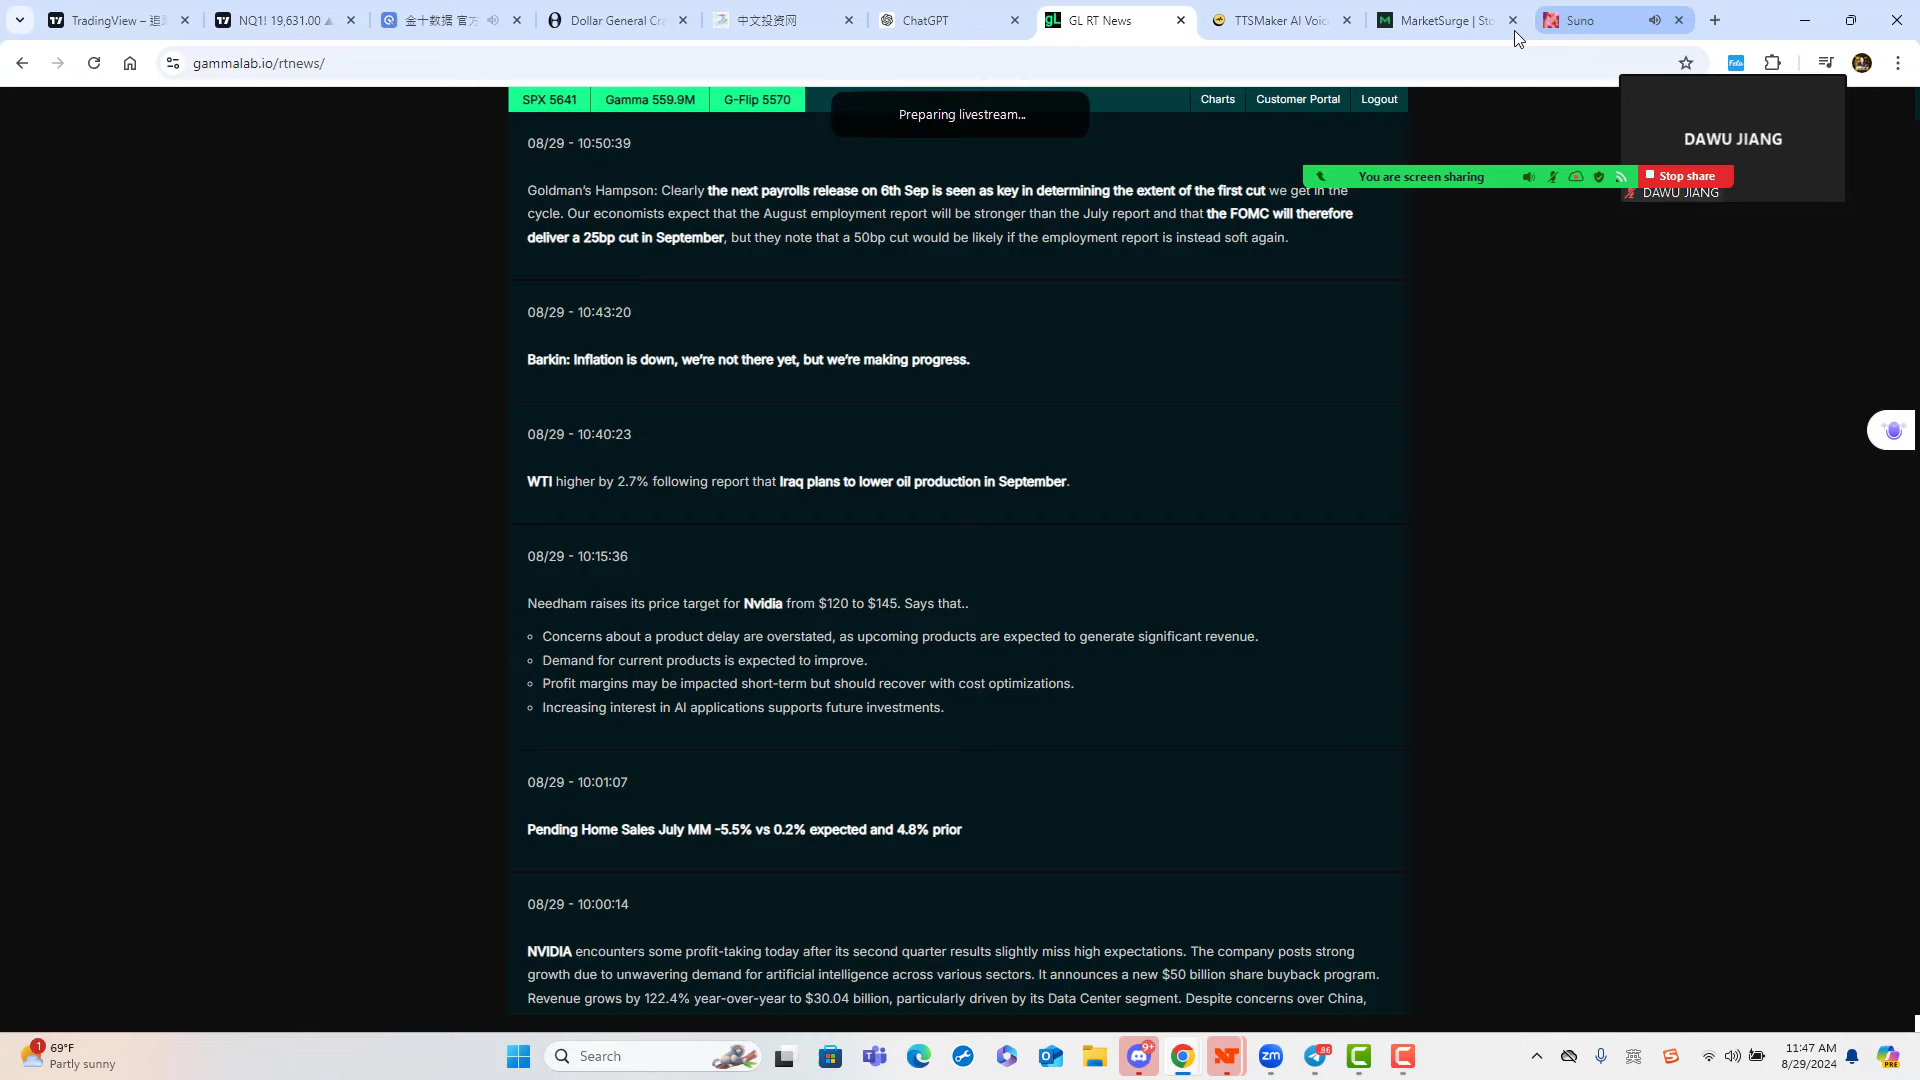 TradingView – 追
NQ1! 19,631.00 ▲
金十数据 官方
Dollar General Cra
中文投资网
ChatGPT
GL RT News
TTSMaker AI Voic
MarketSurge | Sto
Suno
gammalab.io/rtnews/
SPX 5641
Gamma 559.9M
G-Flip 5570
Preparing livestream...
Charts
Customer Portal
Logout
DAWU JIANG
You are screen sharing
Stop share
DAWU JIANG
08/29 - 10:50:39
Goldman's Hampson: Clearly the next payrolls release on 6th Sep is seen as key in determining the extent of the first cut we get in the
cycle. Our economists expect that the August employment report will be stronger than the July report and that the FOMC will therefore
deliver a 25bp cut in September, but they note that a 50bp cut would be likely if the employment report is instead soft again.
08/29 - 10:43:20
Barkin: Inflation is down, we're not there yet, but we're making progress.
08/29 - 10:40:23
WTI higher by 2.7% following report that Iraq plans to lower oil production in September.
08/29 - 10:15:36
Needham raises its price target for Nvidia from $120 to $145. Says that..
Concerns about a product delay are overstated, as upcoming products are expected to generate significant revenue.
Demand for current products is expected to improve.
Profit margins may be impacted short-term but should recover with cost optimizations.
Increasing interest in AI applications supports future investments.
08/29 - 10:01:07
Pending Home Sales July MM -5.5% vs 0.2% expected and 4.8% prior
08/29 - 10:00:14
NVIDIA encounters some profit-taking today after its second quarter results slightly miss high expectations. The company posts strong
growth due to unwavering demand for artificial intelligence across various sectors. It announces a new $50 billion share buyback program.
Revenue grows by 122.4% year-over-year to $30.04 billion, particularly driven by its Data Center segment. Despite concerns over China,
1
69°F
Partly sunny
Search
9+
zm
86
11:47 AM
8/29/2024